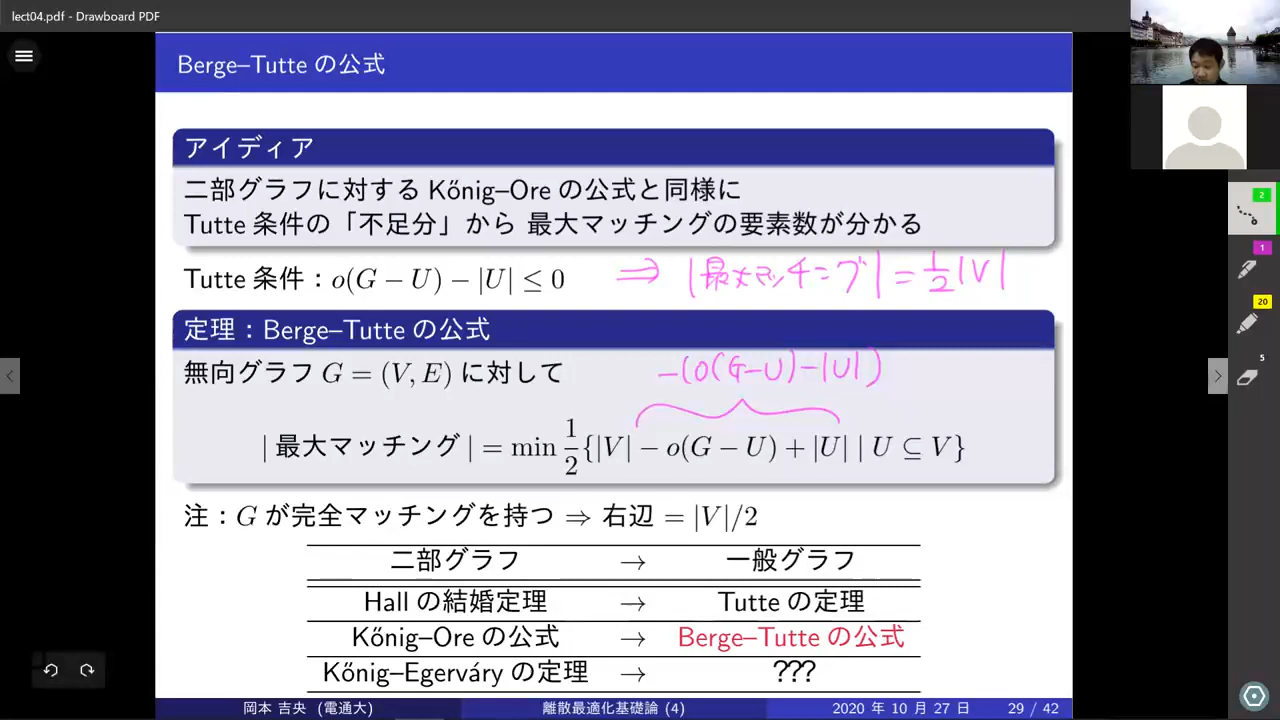 lect04.pdf - Drawboard PDF
Berge–Tutte の公式
アイディア
二部グラフに対する Kőnig–Ore の公式と同様に
Tutte 条件の「不足分」から 最大マッチングの要素数が分かる
Tutte 条件：o(G − U) − |U| ≤ 0 ⇒ |最大マッチング| = 1/2 |V|
定理：Berge–Tutte の公式
無向グラフ G = (V, E) に対して
−(o(G−U)−|U|)
| 最大マッチング | = min 1/2 {|V| − o(G − U) + |U| | U ⊆ V}
注：G が完全マッチングを持つ ⇒ 右辺 = |V|/2
二部グラフ → 一般グラフ
Hall の結婚定理 → Tutte の定理
Kőnig–Ore の公式 → Berge–Tutte の公式
Kőnig–Egerváry の定理 → ???
岡本 吉央 (電通大) 離散最適化基礎論 (4) 2020 年 10 月 27 日 29 / 42
2
1
20
5